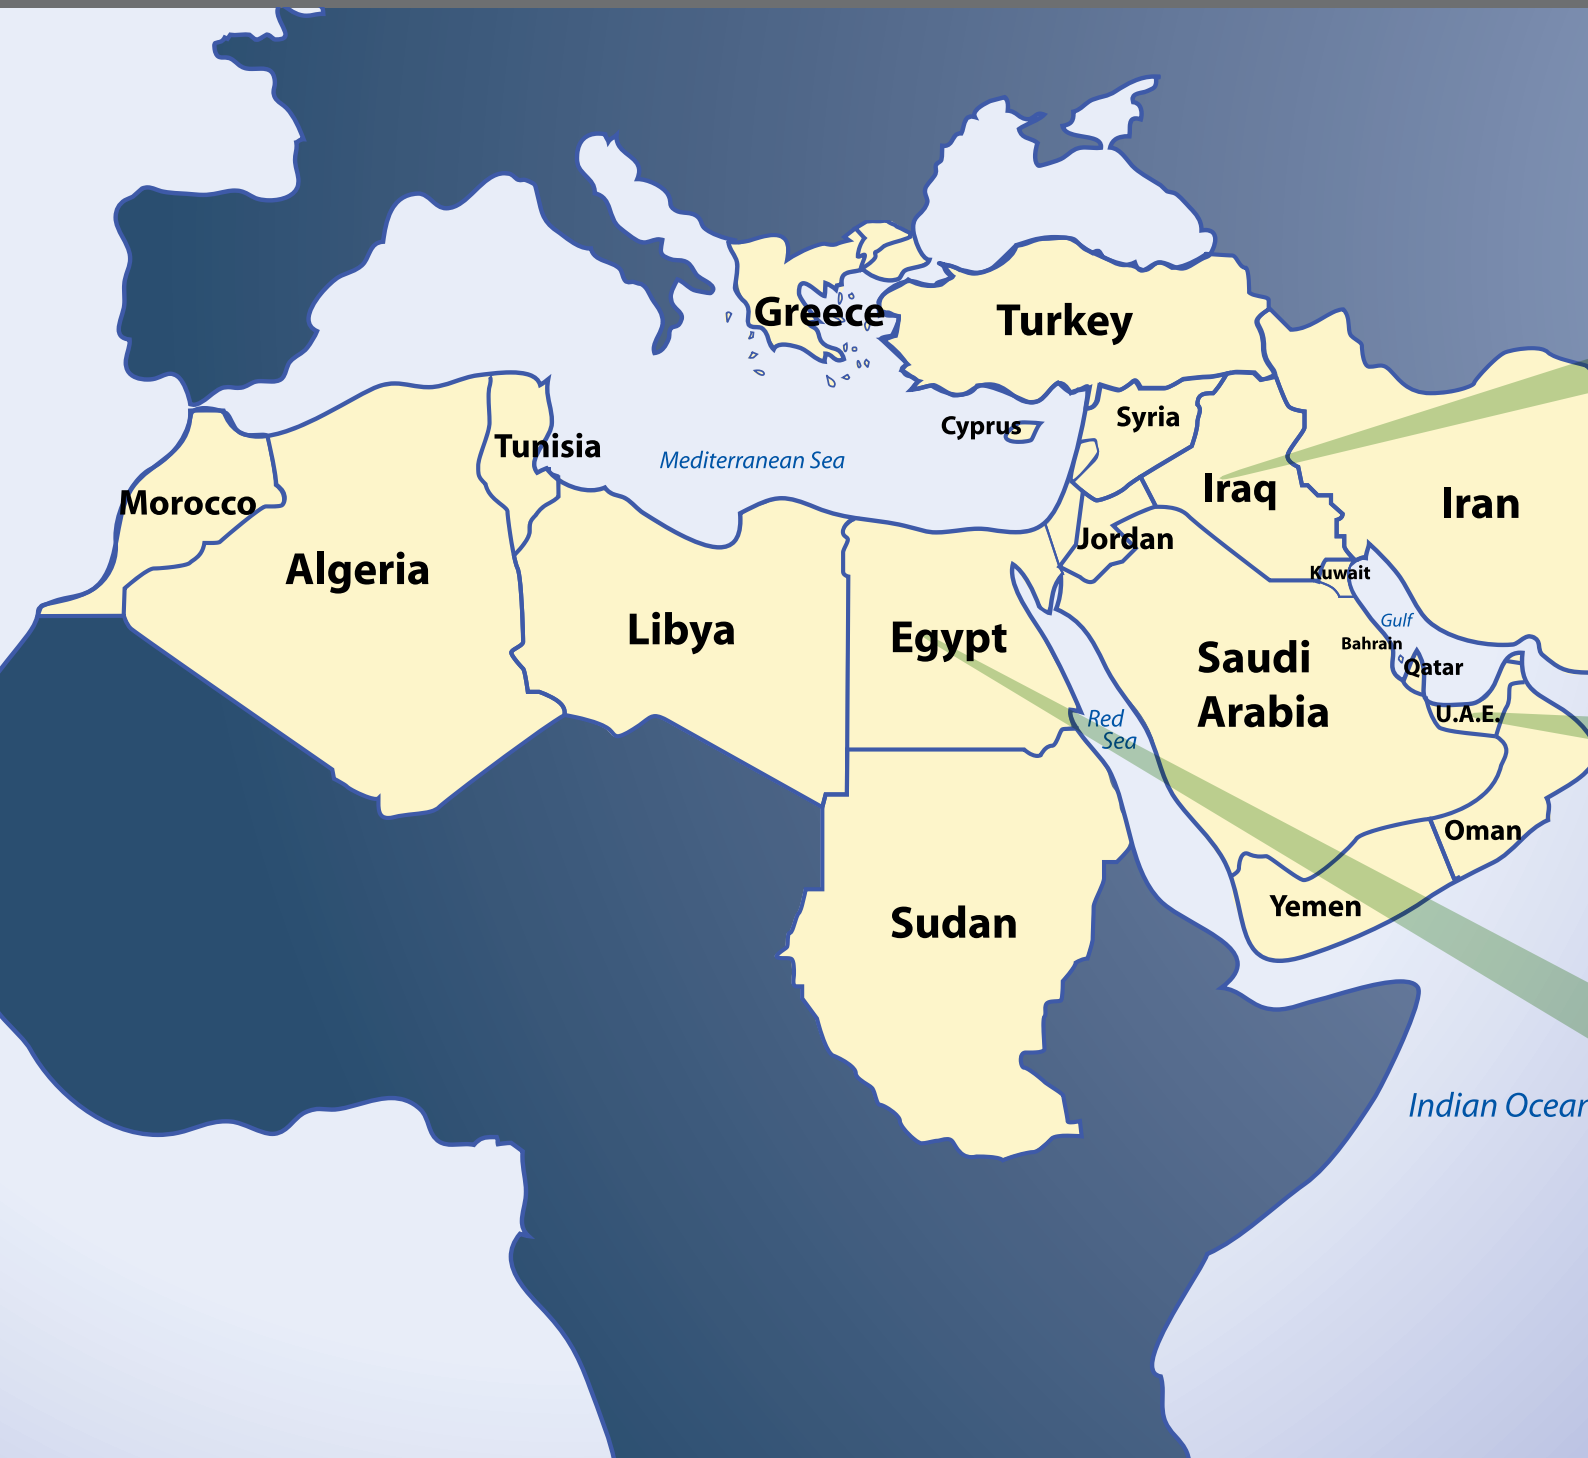 Greece
Turkey
Cyprus
Syria
Tunisia
Mediterranean Sea
Morocco
Iraq
Iran
Jordan
Algeria
Kuwait
Libya
Egypt
Gulf
Bahrain
Saudi
Arabia
Qatar
Red
Sea
U.A.E.
Oman
Sudan
Yemen
Indian Ocean